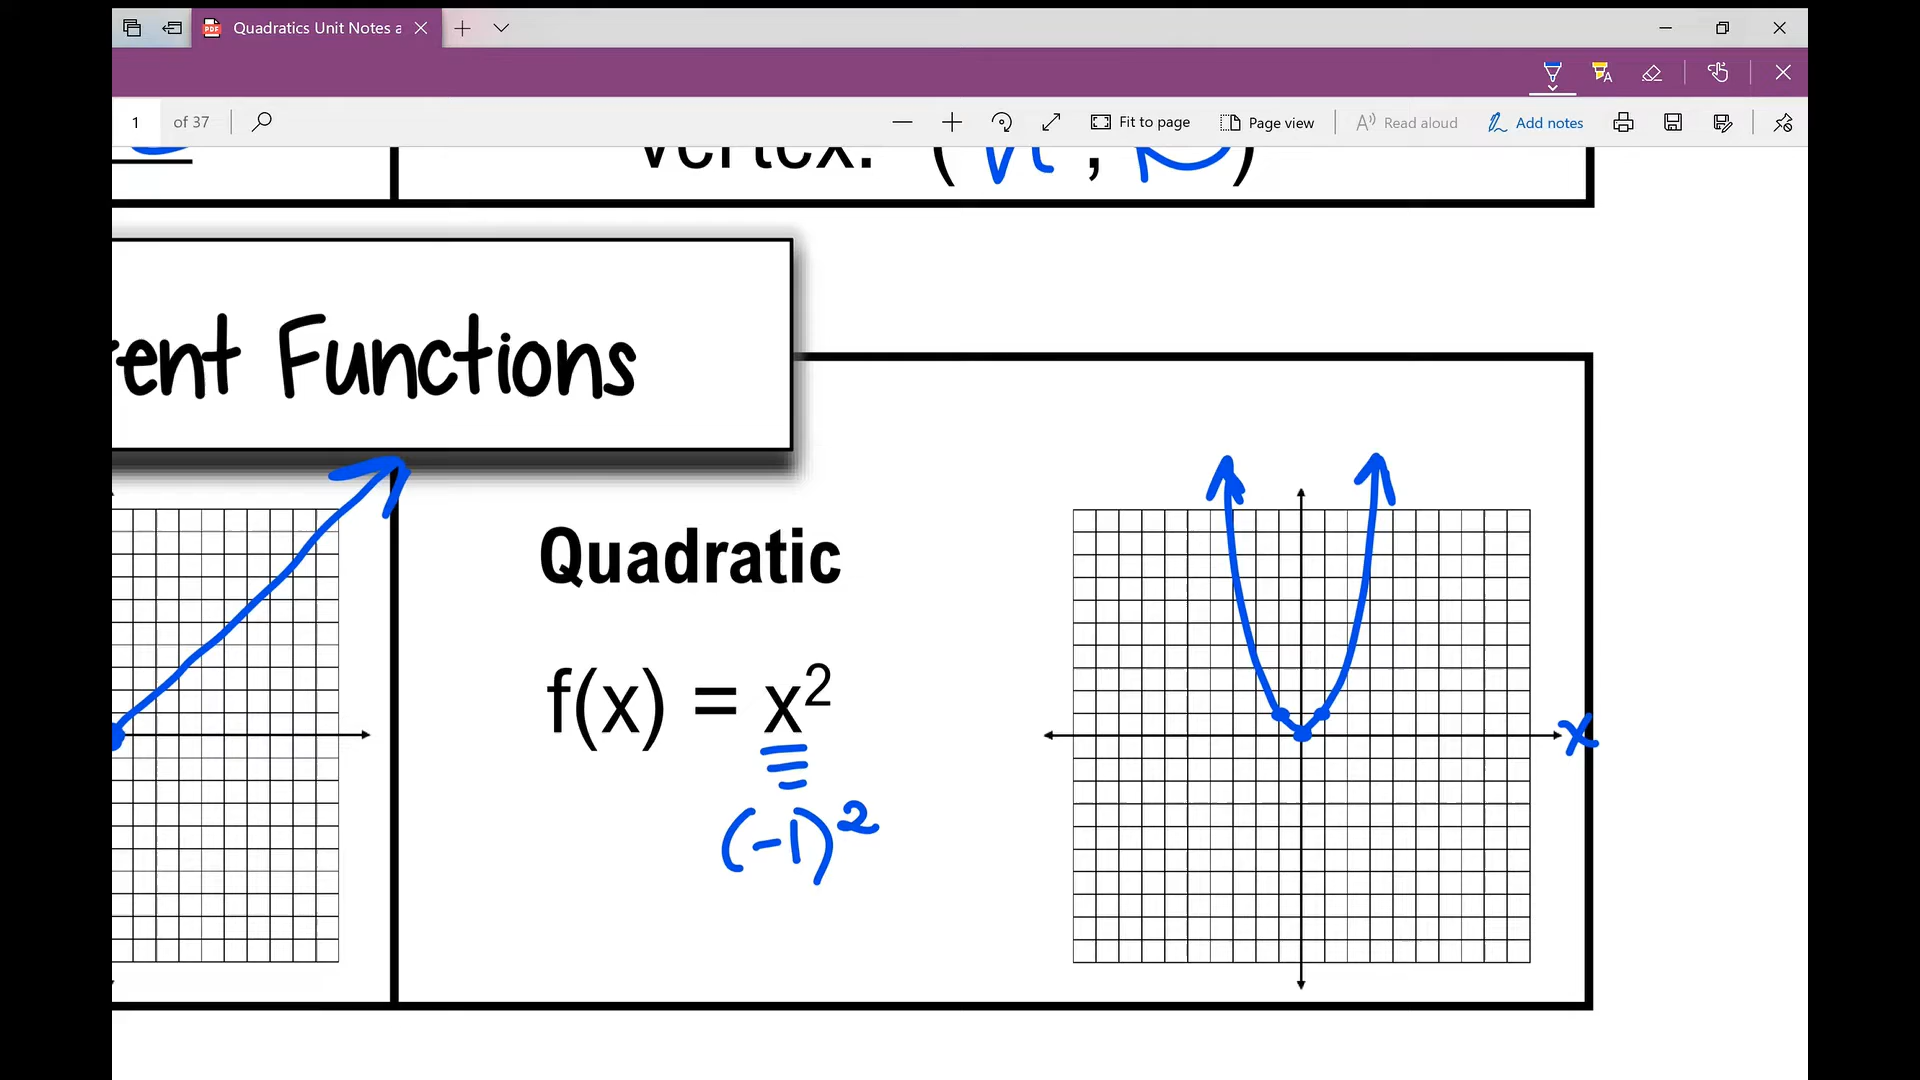 Quadratics Unit Notes a
1 of 37
Fit to page
Page view
Read aloud
Add notes
vertex: (h, k)
ent Functions
Quadratic
f(x) = x²
(-1)²
x